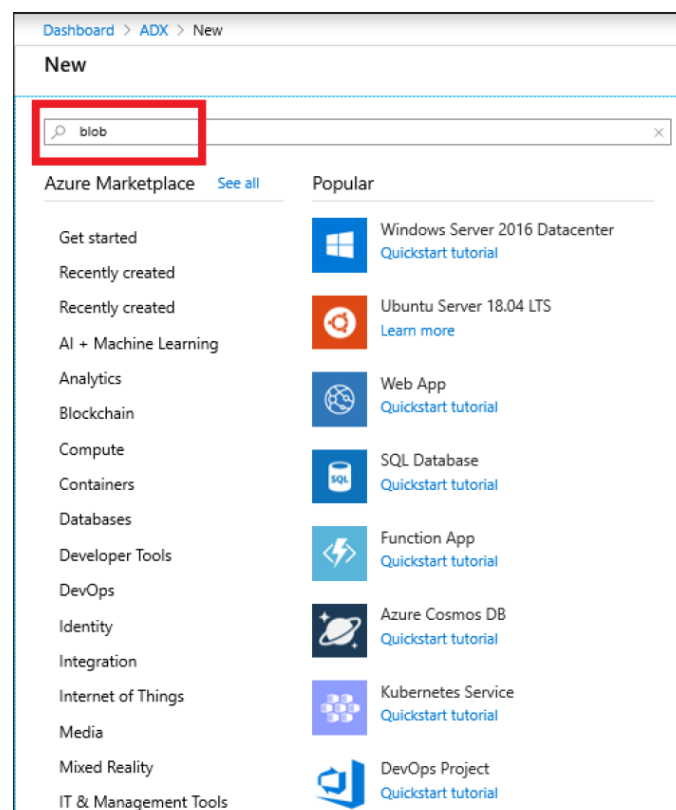 Dashboard > ADX > New
New
blob
Azure Marketplace See all
Get started
Recently created
Recently created
AI + Machine Learning
Analytics
Blockchain
Compute
Containers
Databases
Developer Tools
DevOps
Identity
Integration
Internet of Things
Media
Mixed Reality
IT & Management Tools
Popular
Windows Server 2016 Datacenter
Quickstart tutorial
Ubuntu Server 18.04 LTS
Learn more
Web App
Quickstart tutorial
SQL
SQL Database
Quickstart tutorial
Function App
Quickstart tutorial
Azure Cosmos DB
Quickstart tutorial
Kubernetes Service
Quickstart tutorial
DevOps Project
Quickstart tutorial